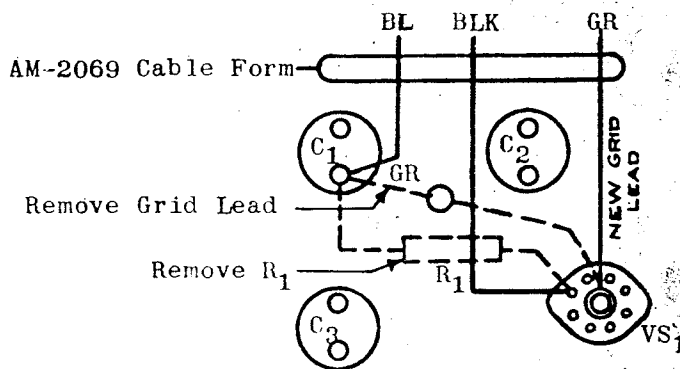 BL BLK GR
AM-2069 Cable Form
C1 C2
GR
NEW GRID
LEAD
Remove Grid Lead
Remove R1
R1
C3
VS1